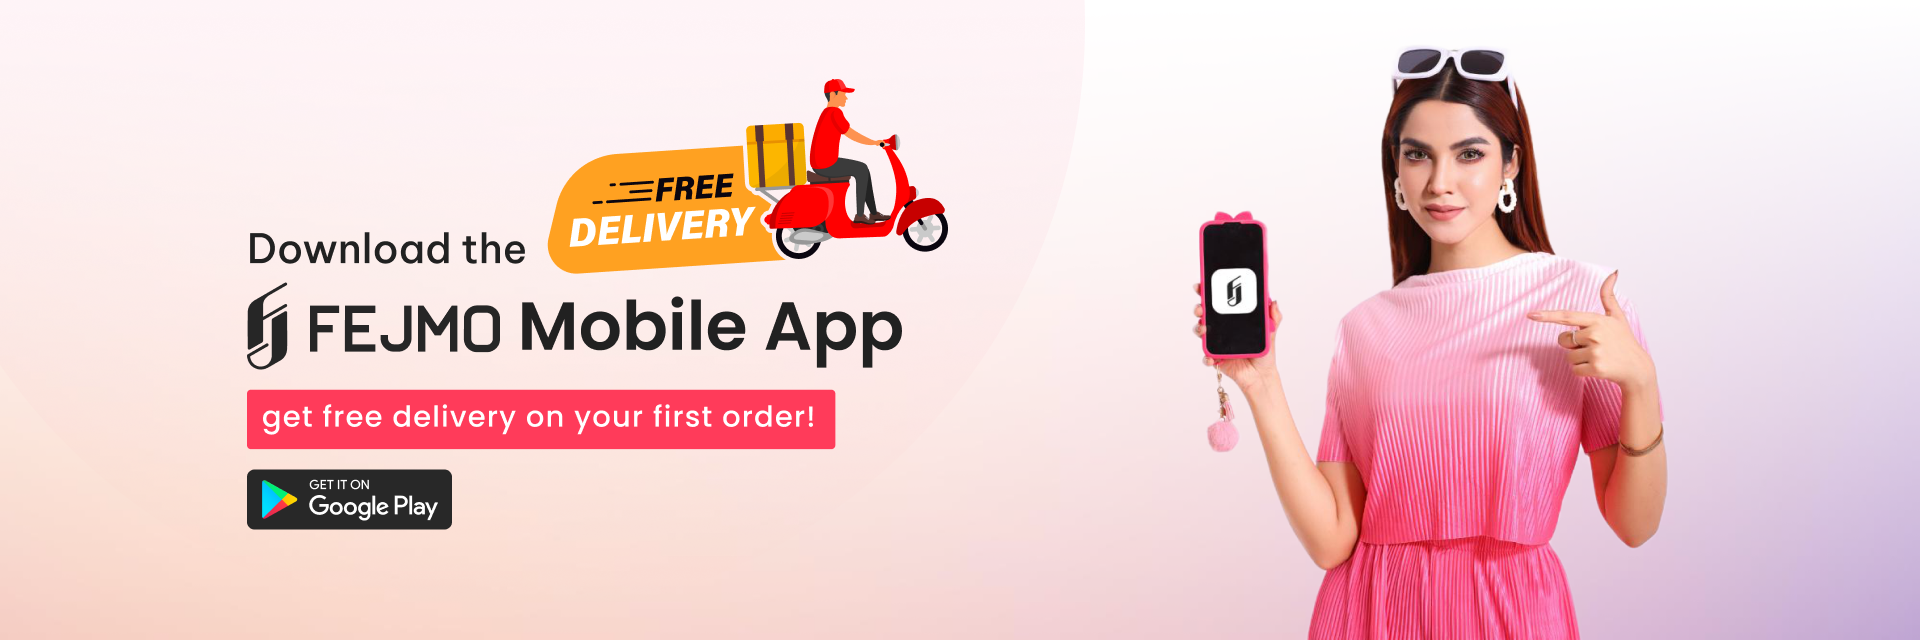 FREE
DELIVERY
Download the
FEJMO Mobile App
get free delivery on your first order!
GET IT ON
Google Play